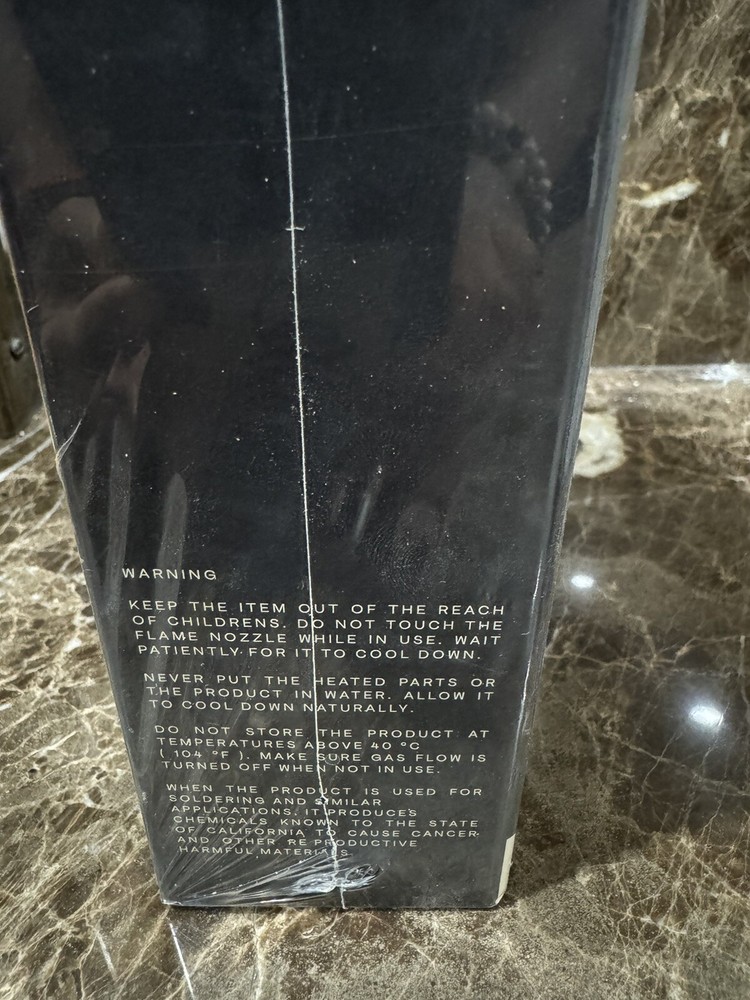 WARNING
KEEP THE ITEM OUT OF THE REACH
OF CHILDRENS. DO NOT TOUCH THE
FLAME NOZZLE WHILE IN USE. WAIT
PATIENTLY FOR IT TO COOL DOWN.
NEVER PUT THE HEATED PARTS OR
THE PRODUCT IN WATER. ALLOW IT
TO COOL DOWN NATURALLY.
DO NOT STORE THE PRODUCT AT
TEMPERATURES ABOVE 40 °C
( 104 °F ). MAKE SURE GAS FLOW IS
TURNED OFF WHEN NOT IN USE.
WHEN THE PRODUCT IS USED FOR
SOLDERING AND SIMILAR
APPLICATIONS, IT PRODUCES
CHEMICALS KNOWN TO THE STATE
OF CALIFORNIA TO CAUSE CANCER
AND OTHER REPRODUCTIVE
HARMFUL MATERIALS.